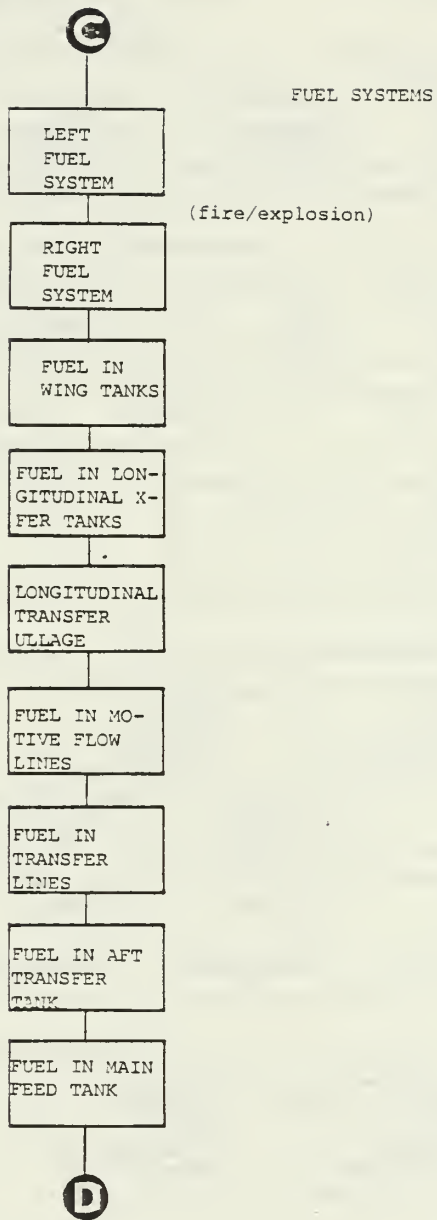 C
FUEL SYSTEMS
LEFT
FUEL
SYSTEM
(fire/explosion)
RIGHT
FUEL
SYSTEM
FUEL IN
WING TANKS
FUEL IN LON-
GITUDINAL X-
FER TANKS
LONGITUDINAL
TRANSFER
ULLAGE
FUEL IN MO-
TIVE FLOW
LINES
FUEL IN
TRANSFER
LINES
FUEL IN AFT
TRANSFER
TANK
FUEL IN MAIN
FEED TANK
D